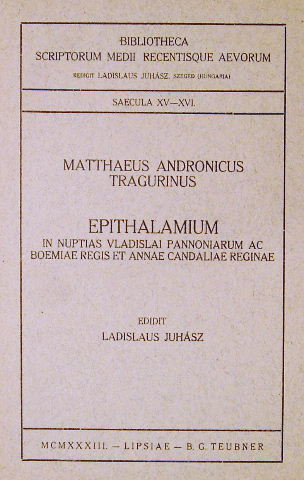 BIBLIOTHECA
SCRIPTORUM MEDII RECENTISQUE AEVORUM
REDIGIT LADISLAUS JUHÁSZ, SZEGED (HUNGARIA)
SAECULA XV—XVI.
MATTHAEUS ANDRONICUS
TRAGURINUS
EPITHALAMIUM
IN NUPTIAS VLADISLAI PANNONIARUM AC
BOEMIAE REGIS ET ANNAE CANDALIAE REGINAE
EDIDIT
LADISLAUS JUHÁSZ
MCMXXXIII. — LIPSIAE — B. G. TEUBNER